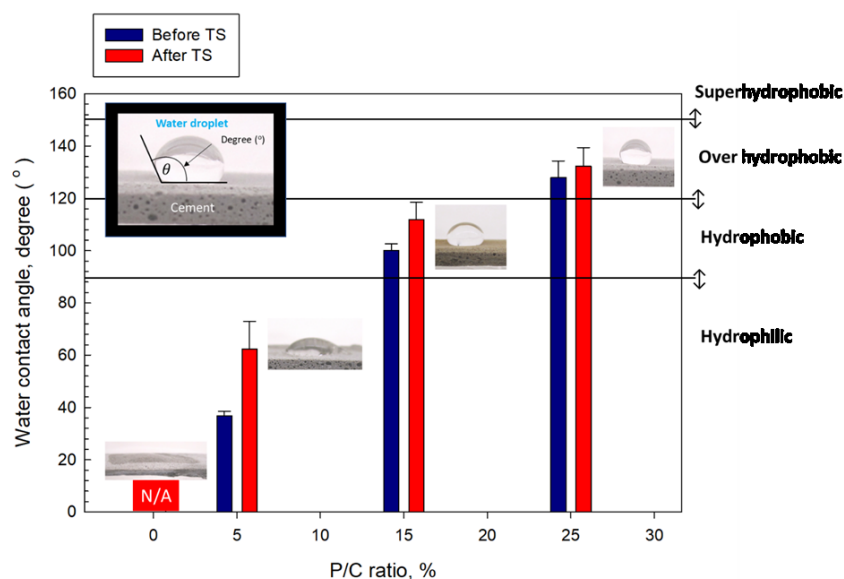 Before TS
After TS
Water contact angle, degree ( ° )
160
140
120
100
80
60
40
20
0
Water droplet
Degree (°)
θ
Cement
N/A
Superhydrophobic
Over hydrophobic
Hydrophobic
Hydrophilic
0 5 10 15 20 25 30
P/C ratio, %